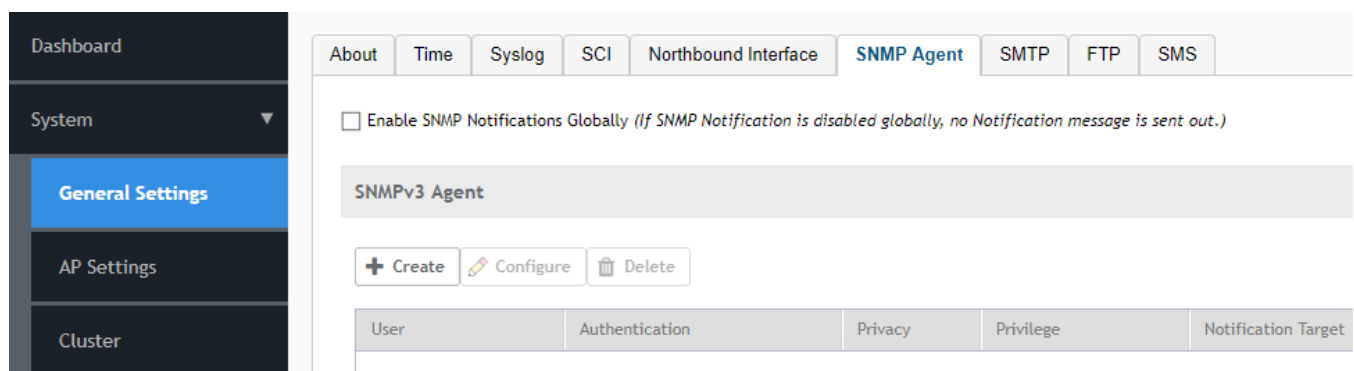 Dashboard
System
General Settings
AP Settings
Cluster
About Time Syslog SCI Northbound Interface SNMP Agent SMTP FTP SMS
Enable SNMP Notifications Globally (If SNMP Notification is disabled globally, no Notification message is sent out.)
SNMPv3 Agent
Create Configure Delete
User Authentication Privacy Privilege Notification Target